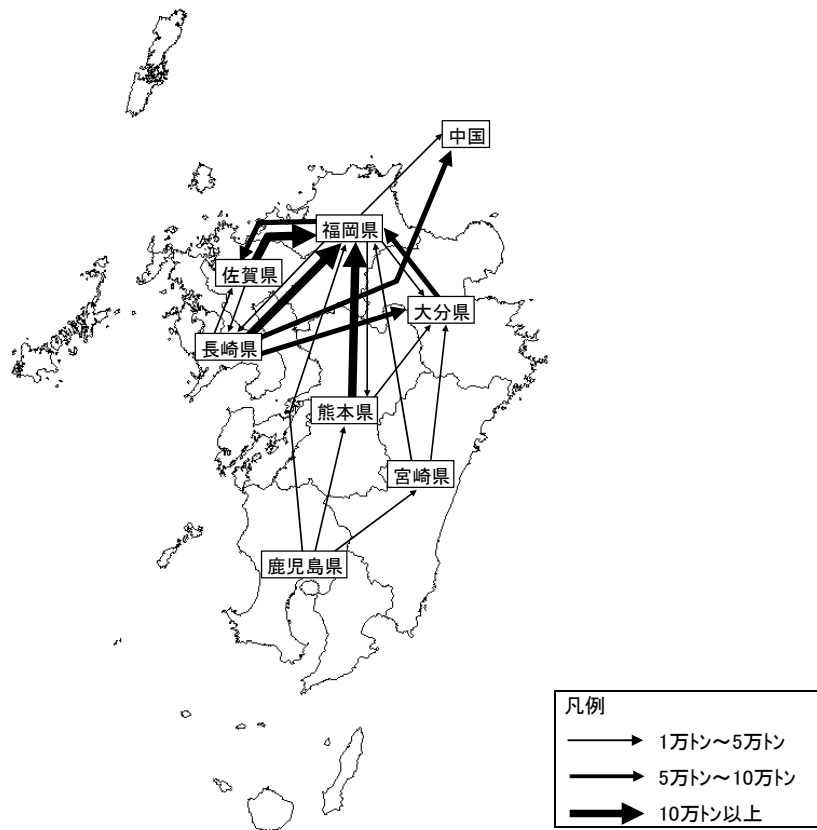 中国
福岡県
佐賀県
大分県
長崎県
熊本県
宮崎県
鹿児島県
凡例
1万トン～5万トン
5万トン～10万トン
10万トン以上